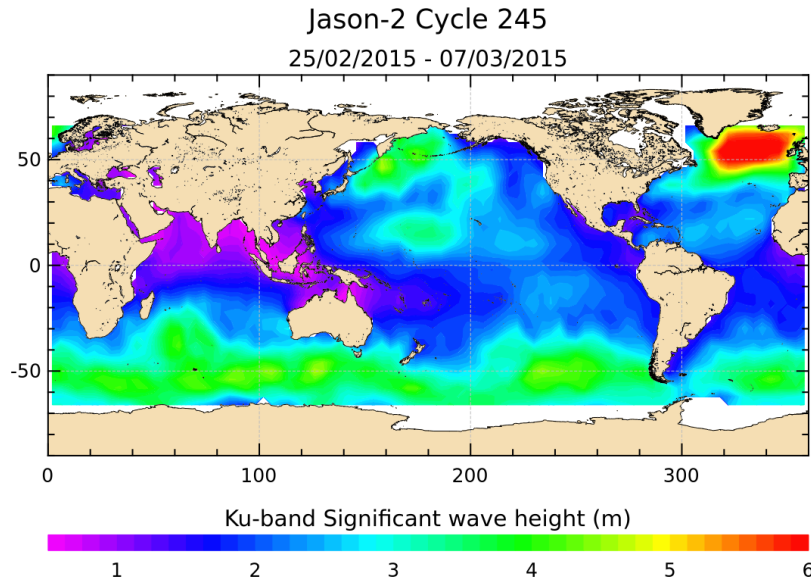 Jason-2 Cycle 245
25/02/2015 - 07/03/2015
50
0
-50
0 100 200 300
Ku-band Significant wave height (m)
1 2 3 4 5 6